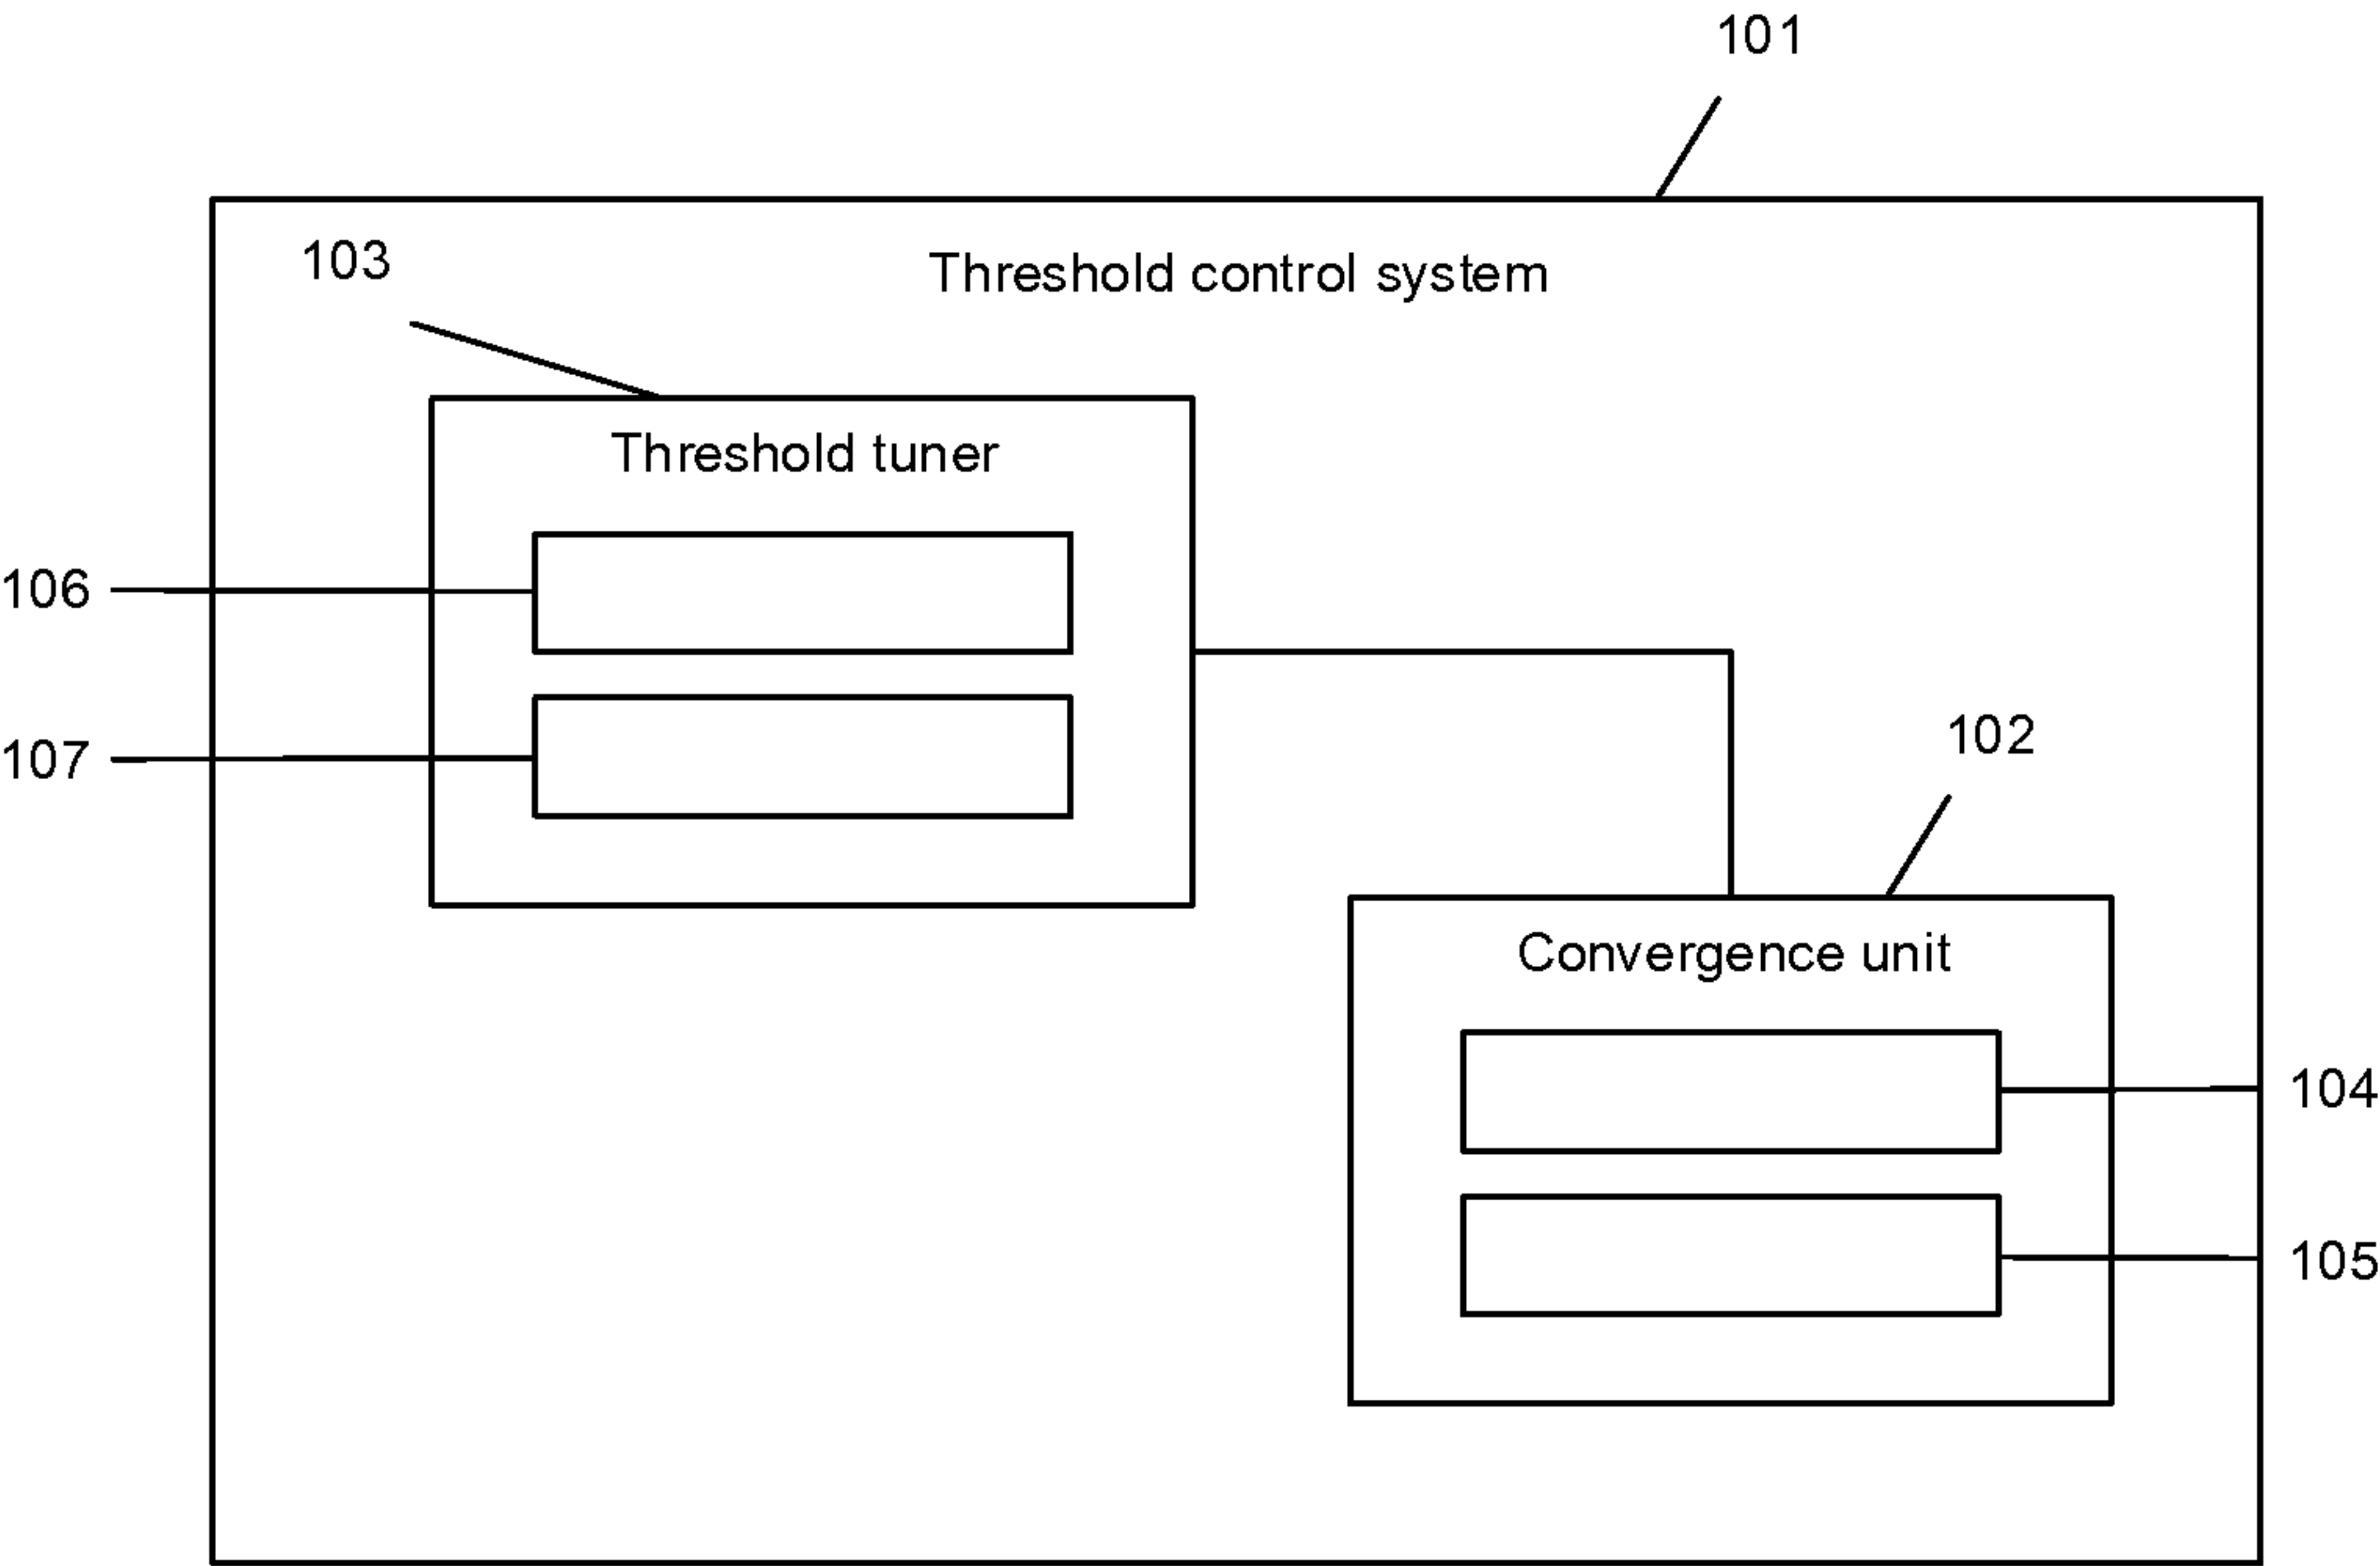 101
103
Threshold control system
Threshold tuner
106
107
102
Convergence unit
104
105